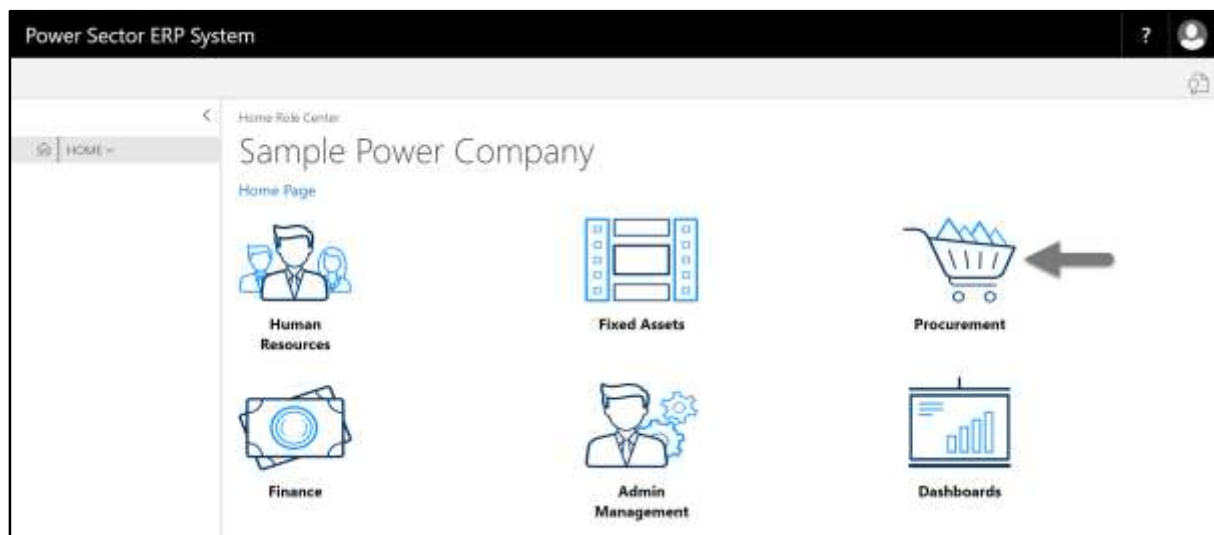 Power Sector ERP System
?
Home Role Center
HOME
Sample Power Company
Home Page
Human
Resources
Fixed Assets
Procurement
Finance
Admin
Management
Dashboards